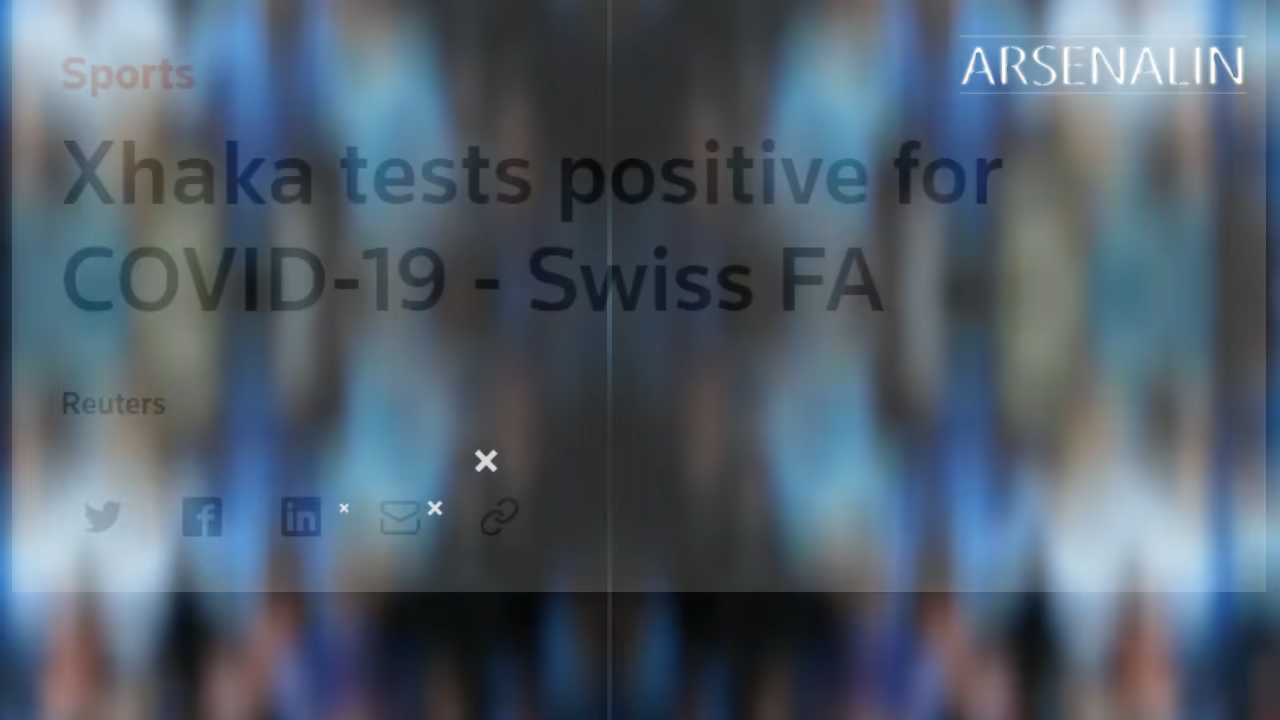 Sports
ARSENALIN
Xhaka tests positive for
COVID-19 - Swiss FA
Reuters